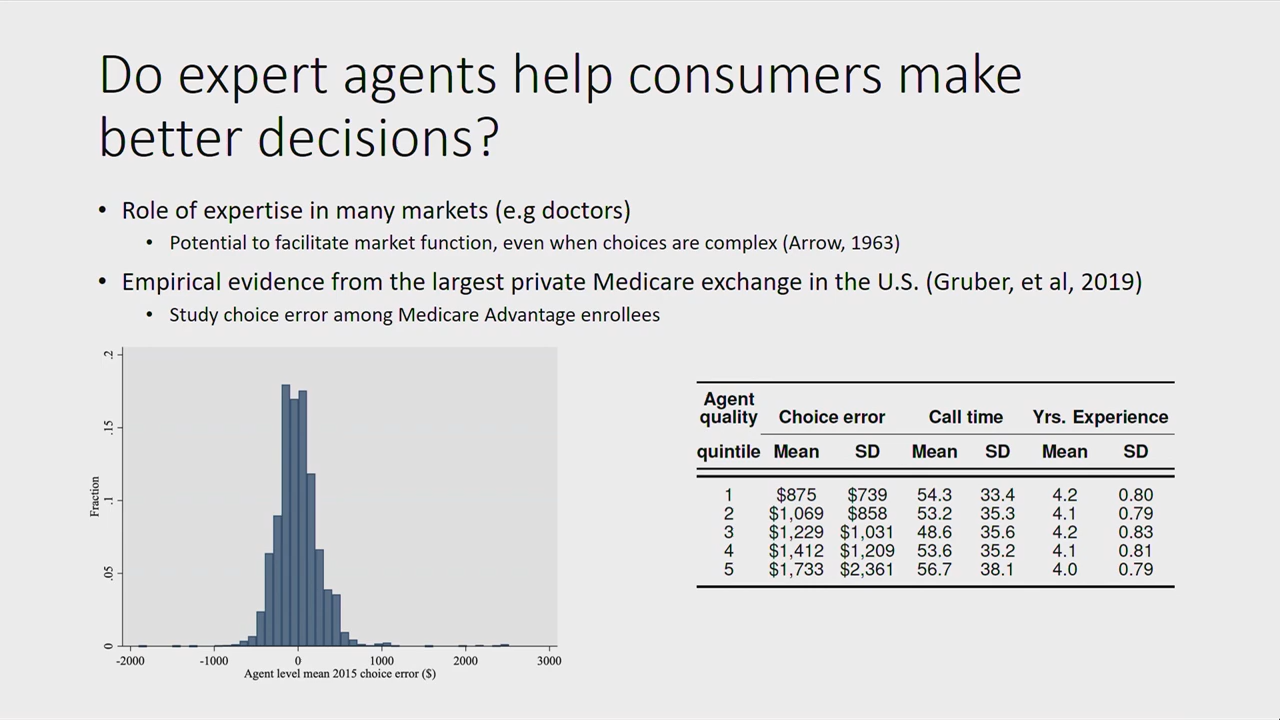 Do expert agents help consumers make
better decisions?
• Role of expertise in many markets (e.g doctors)
• Potential to facilitate market function, even when choices are complex (Arrow, 1963)
• Empirical evidence from the largest private Medicare exchange in the U.S. (Gruber, et al, 2019)
• Study choice error among Medicare Advantage enrollees
.2
.15
.1
.05
0
Fraction
-2000 -1000 0 1000 2000 3000
Agent level mean 2015 choice error ($)
Agent
quality Choice error Call time Yrs. Experience
quintile Mean SD Mean SD Mean SD
1 $875 $739 54.3 33.4 4.2 0.80
2 $1,069 $858 53.2 35.3 4.1 0.79
3 $1,229 $1,031 48.6 35.6 4.2 0.83
4 $1,412 $1,209 53.6 35.2 4.1 0.81
5 $1,733 $2,361 56.7 38.1 4.0 0.79